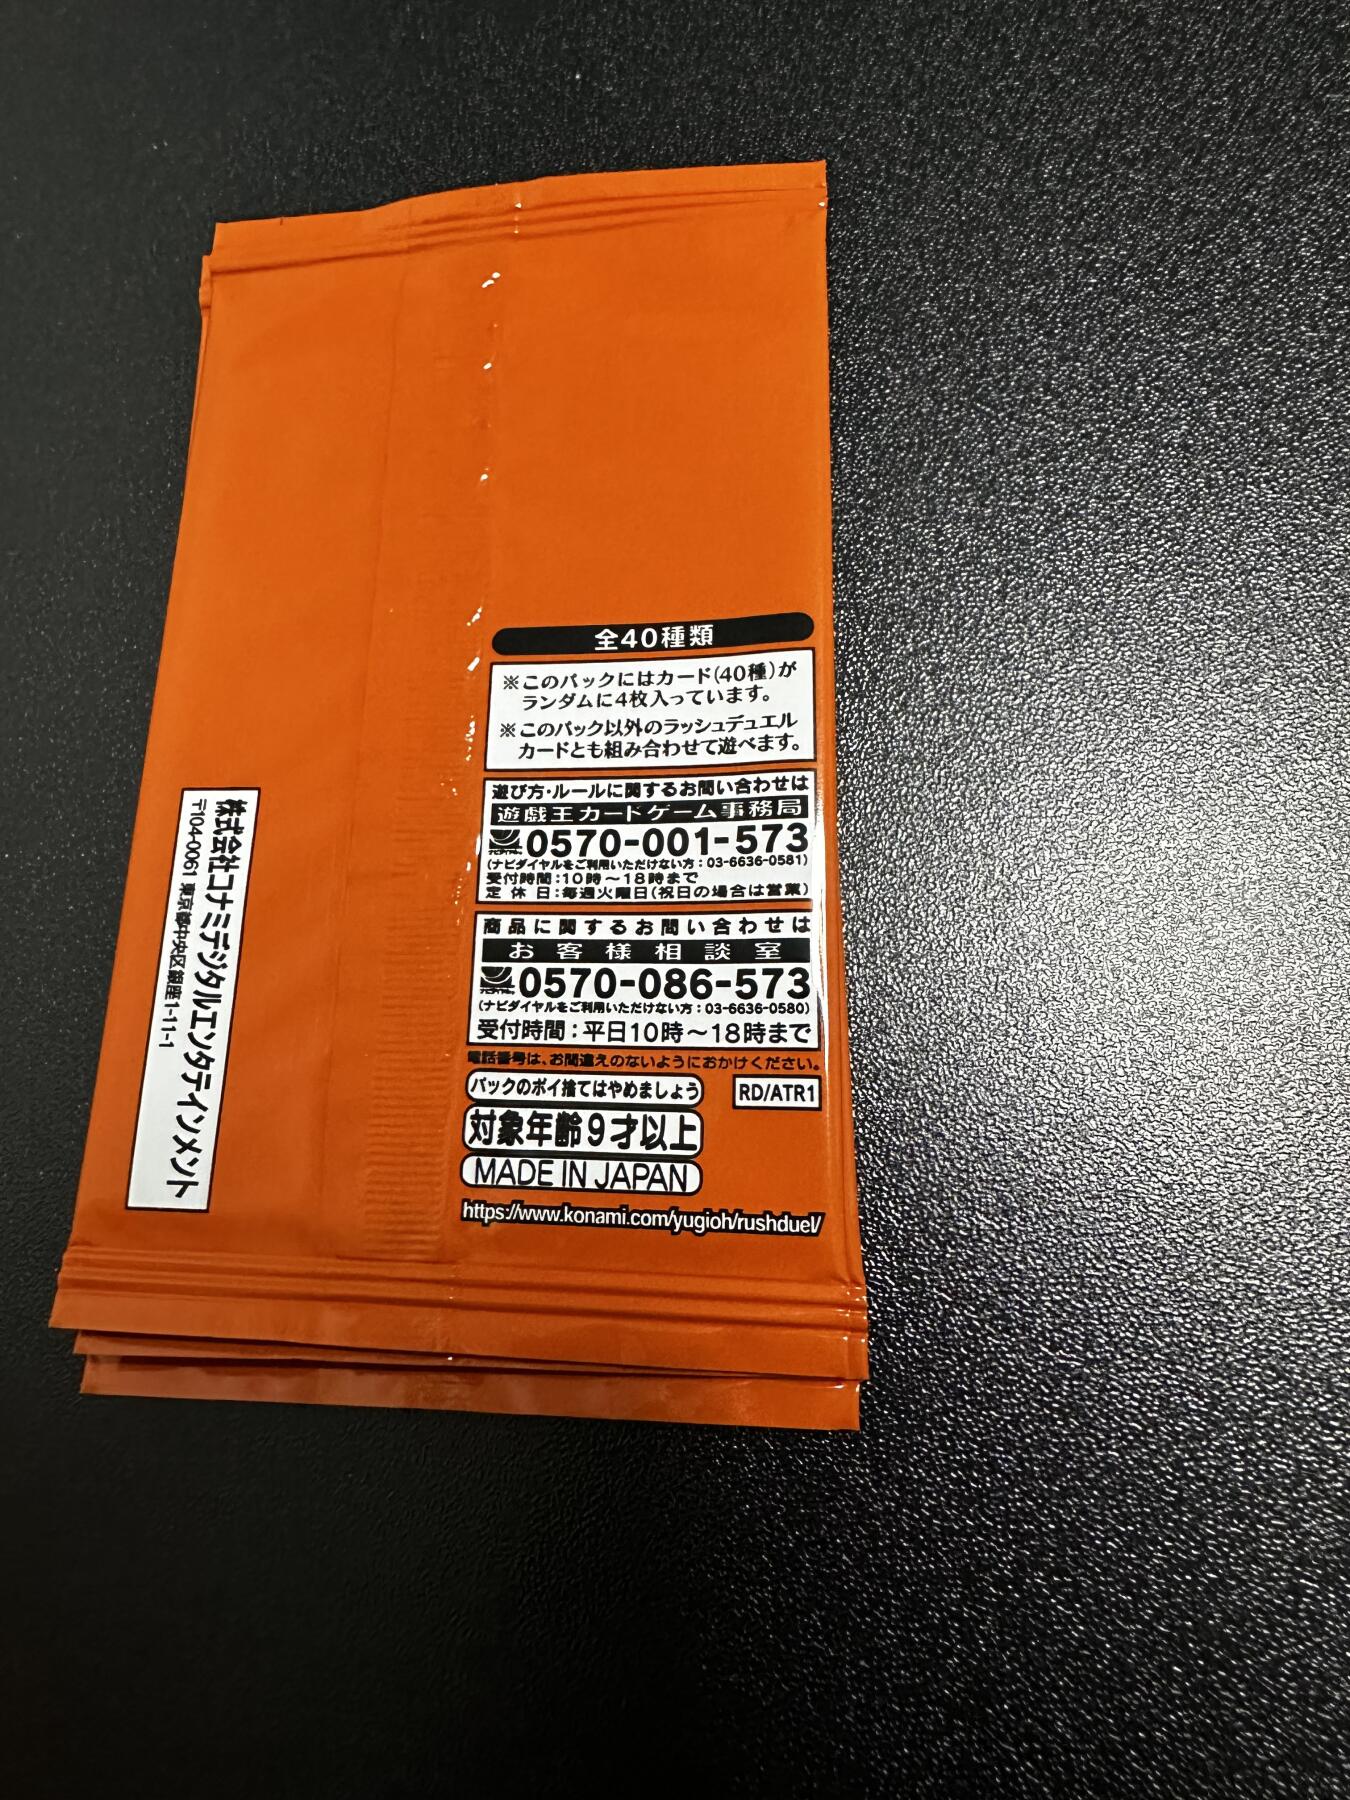 全40種類
※このパックにはカード(40種)が
ランダムに4枚入っています。
※このパック以外のラッシュデュエル
カードとも組み合わせて遊べます。
遊び方・ルールに関するお問い合わせは
遊戯王カードゲーム事務局
0570-001-573
(ナビダイヤルをご利用いただけない方：03-6636-0581)
受付時間：10時～18時まで
定休日：毎週火曜日(祝日の場合は営業)
商品に関するお問い合わせは
お客様相談室
0570-086-573
(ナビダイヤルをご利用いただけない方：03-6636-0580)
受付時間：平日10時～18時まで
電話番号は、お間違えのないようにおかけください。
パックのポイ捨てはやめましょう
RD/ATR1
対象年齢9才以上
MADE IN JAPAN
https://www.konami.com/yugioh/rushduel/
株式会社コナミデジタルエンタテインメント
〒104-0061 東京都中央区銀座1-11-1